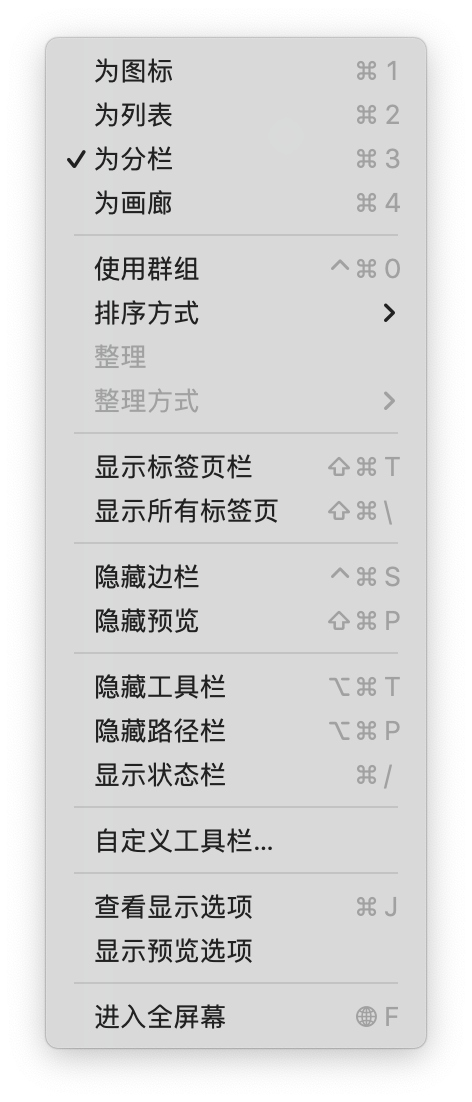 为图标 ⌘ 1
为列表 ⌘ 2
✓ 为分栏 ⌘ 3
为画廊 ⌘ 4
使用群组 ^ ⌘ 0
排序方式 >
整理
整理方式 >
显示标签页栏 ⇧ ⌘ T
显示所有标签页 ⇧ ⌘ \
隐藏边栏 ^ ⌘ S
隐藏预览 ⇧ ⌘ P
隐藏工具栏 ⌥ ⌘ T
隐藏路径栏 ⌥ ⌘ P
显示状态栏 ⌘ /
自定义工具栏...
查看显示选项 ⌘ J
显示预览选项
进入全屏幕 🌐 F